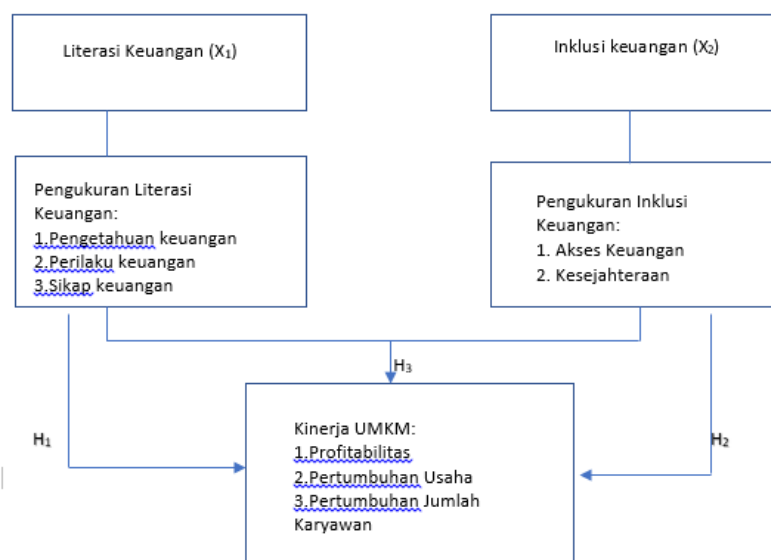 Literasi Keuangan (X₁)
Inklusi keuangan (X₂)
Pengukuran Literasi
Keuangan:
1.Pengetahuan keuangan
2.Perilaku keuangan
3.Sikap keuangan
Pengukuran Inklusi
Keuangan:
1. Akses Keuangan
2. Kesejahteraan
H₃
H₁
H₂
Kinerja UMKM:
1.Profitabilitas
2.Pertumbuhan Usaha
3.Pertumbuhan Jumlah
Karyawan